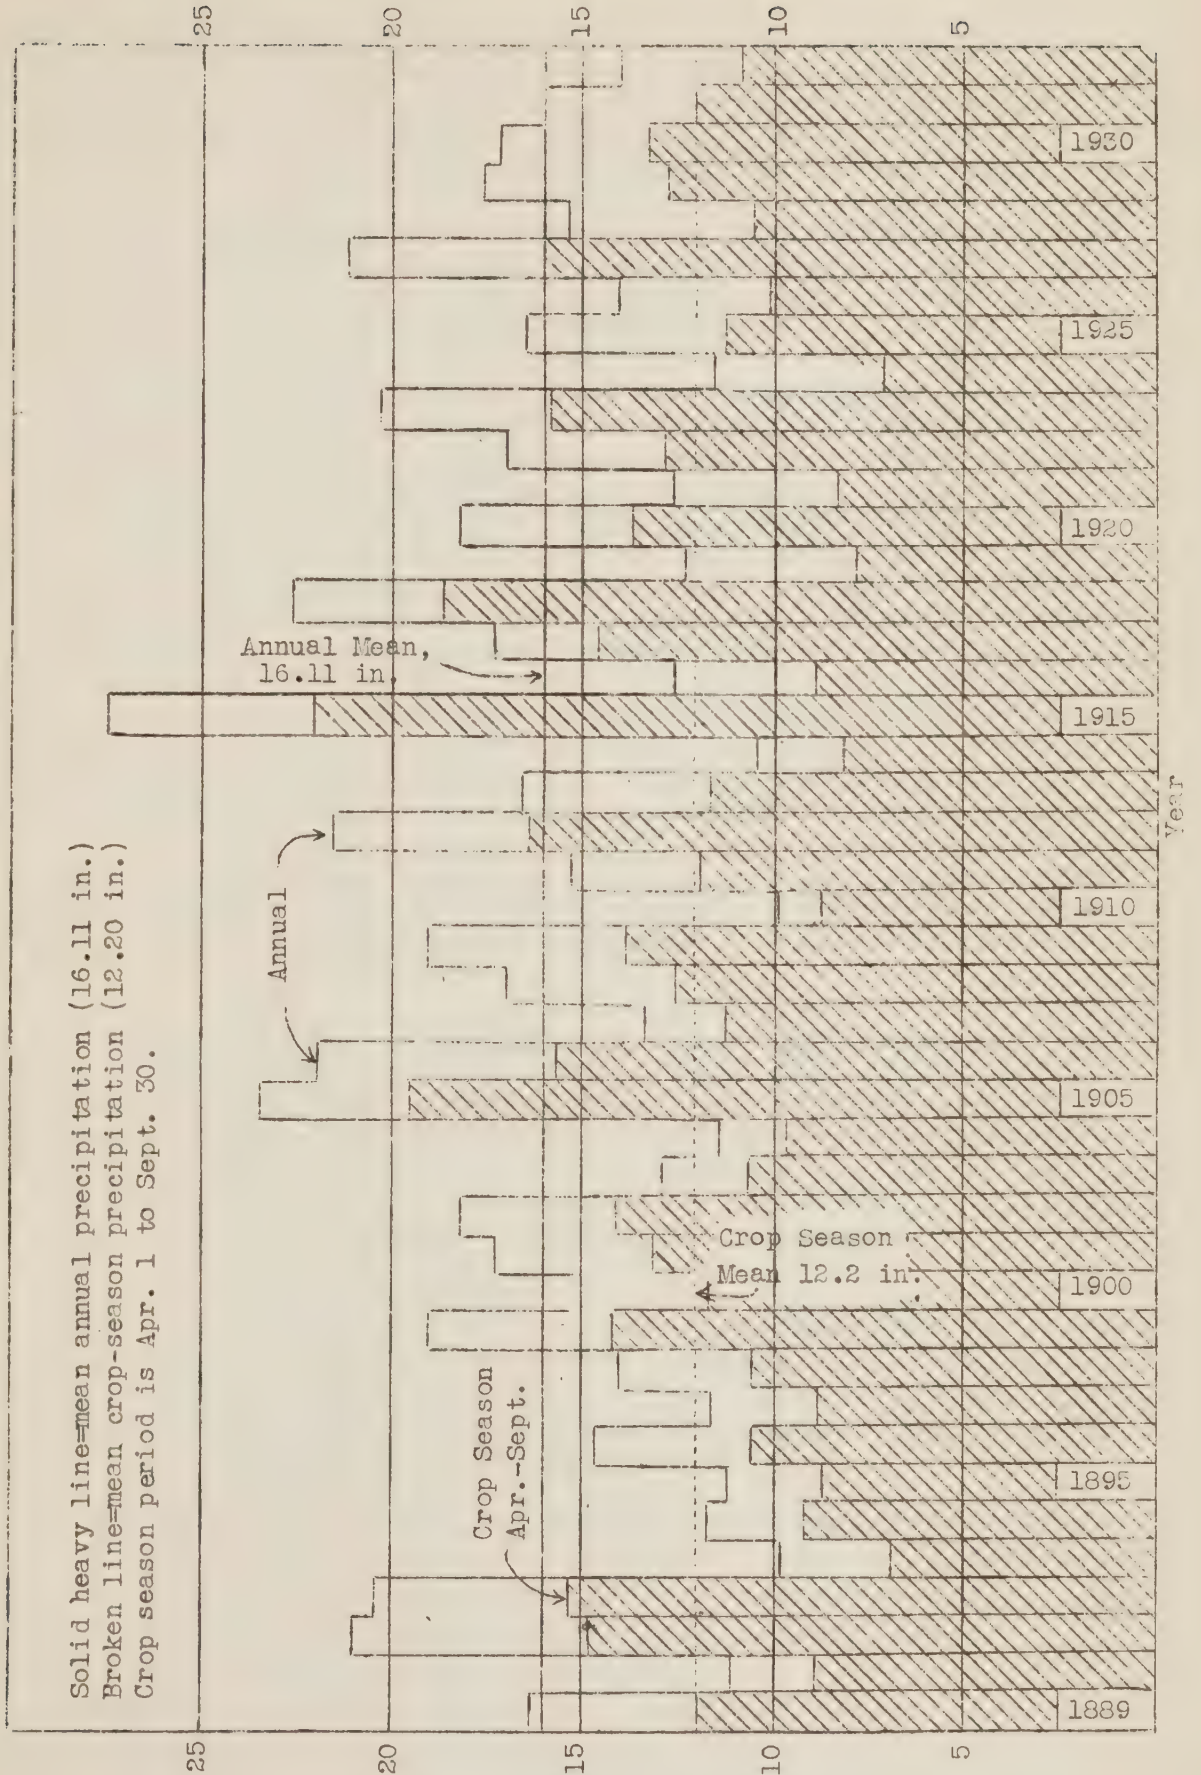 Solid heavy line=mean annual precipitation (16.11 in.)
Broken line=mean crop-season precipitation (12.20 in.)
Crop season period is Apr. 1 to Sept. 30.
25
20
15
10
5
25
20
15
10
5
Annual
Annual Mean,
16.11 in.
Crop Season
Apr.-Sept.
Crop Season
Mean 12.2 in.
1889
1895
1900
1905
1910
1915
1920
1925
1930
Year